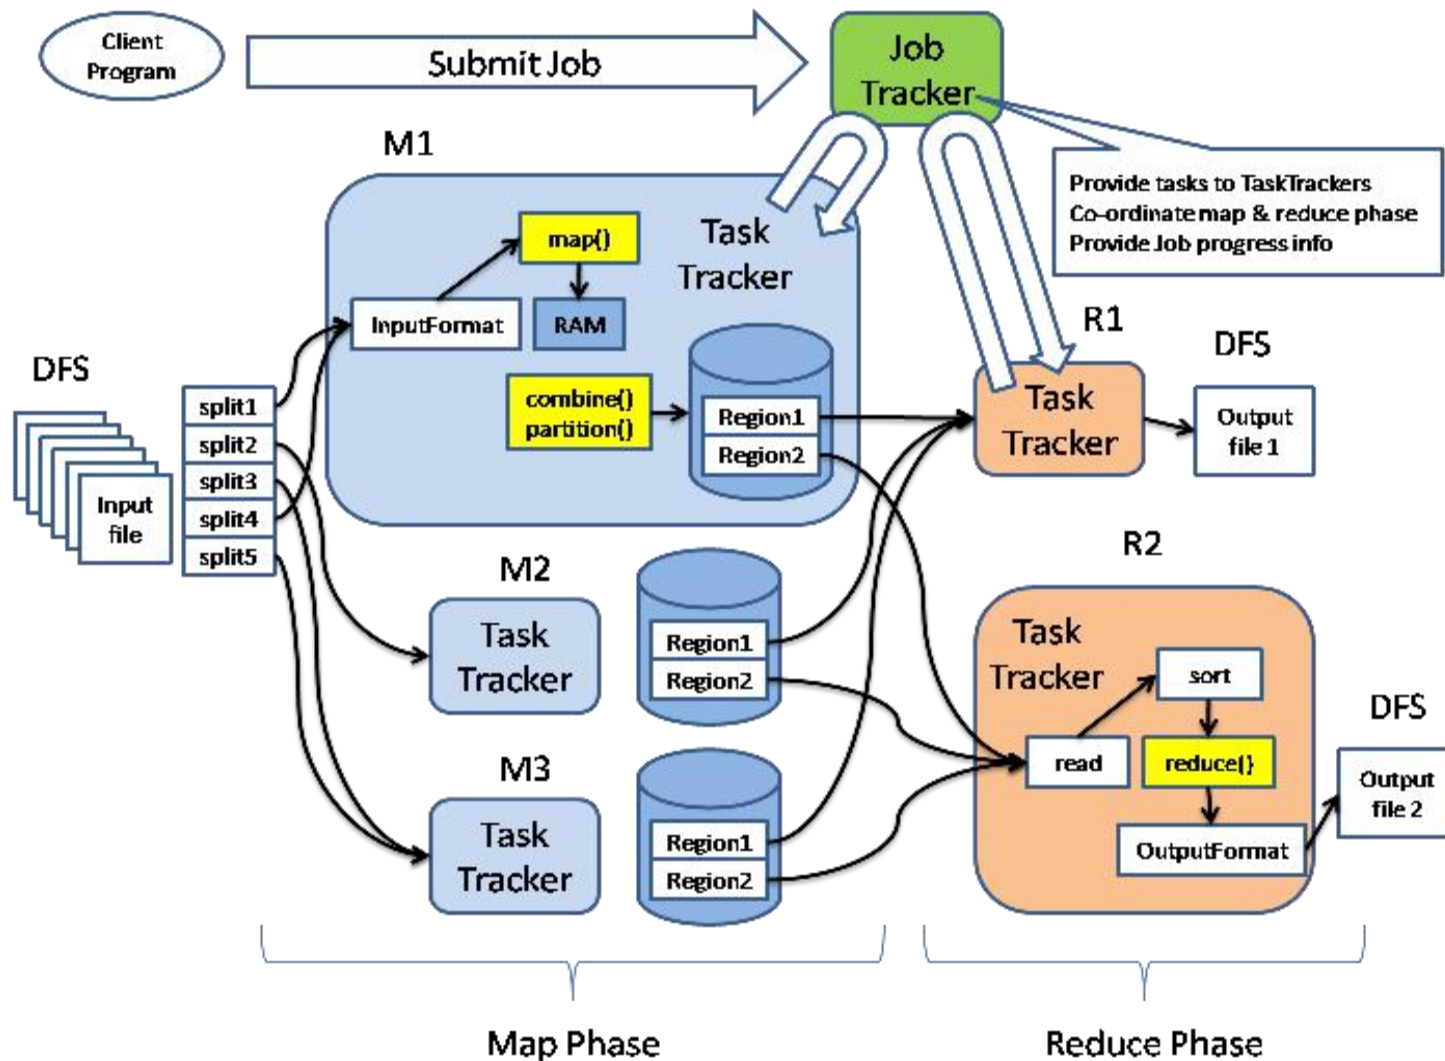 Client
Program
Submit Job
Job
Tracker
Provide tasks to TaskTrackers
Co-ordinate map & reduce phase
Provide Job progress info
M1
Task
Tracker
map()
InputFormat
RAM
combine()
partition()
Region1
Region2
DFS
Input
file
split1
split2
split3
split4
split5
M2
Task
Tracker
Region1
Region2
M3
Task
Tracker
Region1
Region2
R1
Task
Tracker
DFS
Output
file 1
R2
Task
Tracker
sort
read
reduce()
OutputFormat
DFS
Output
file 2
Map Phase
Reduce Phase